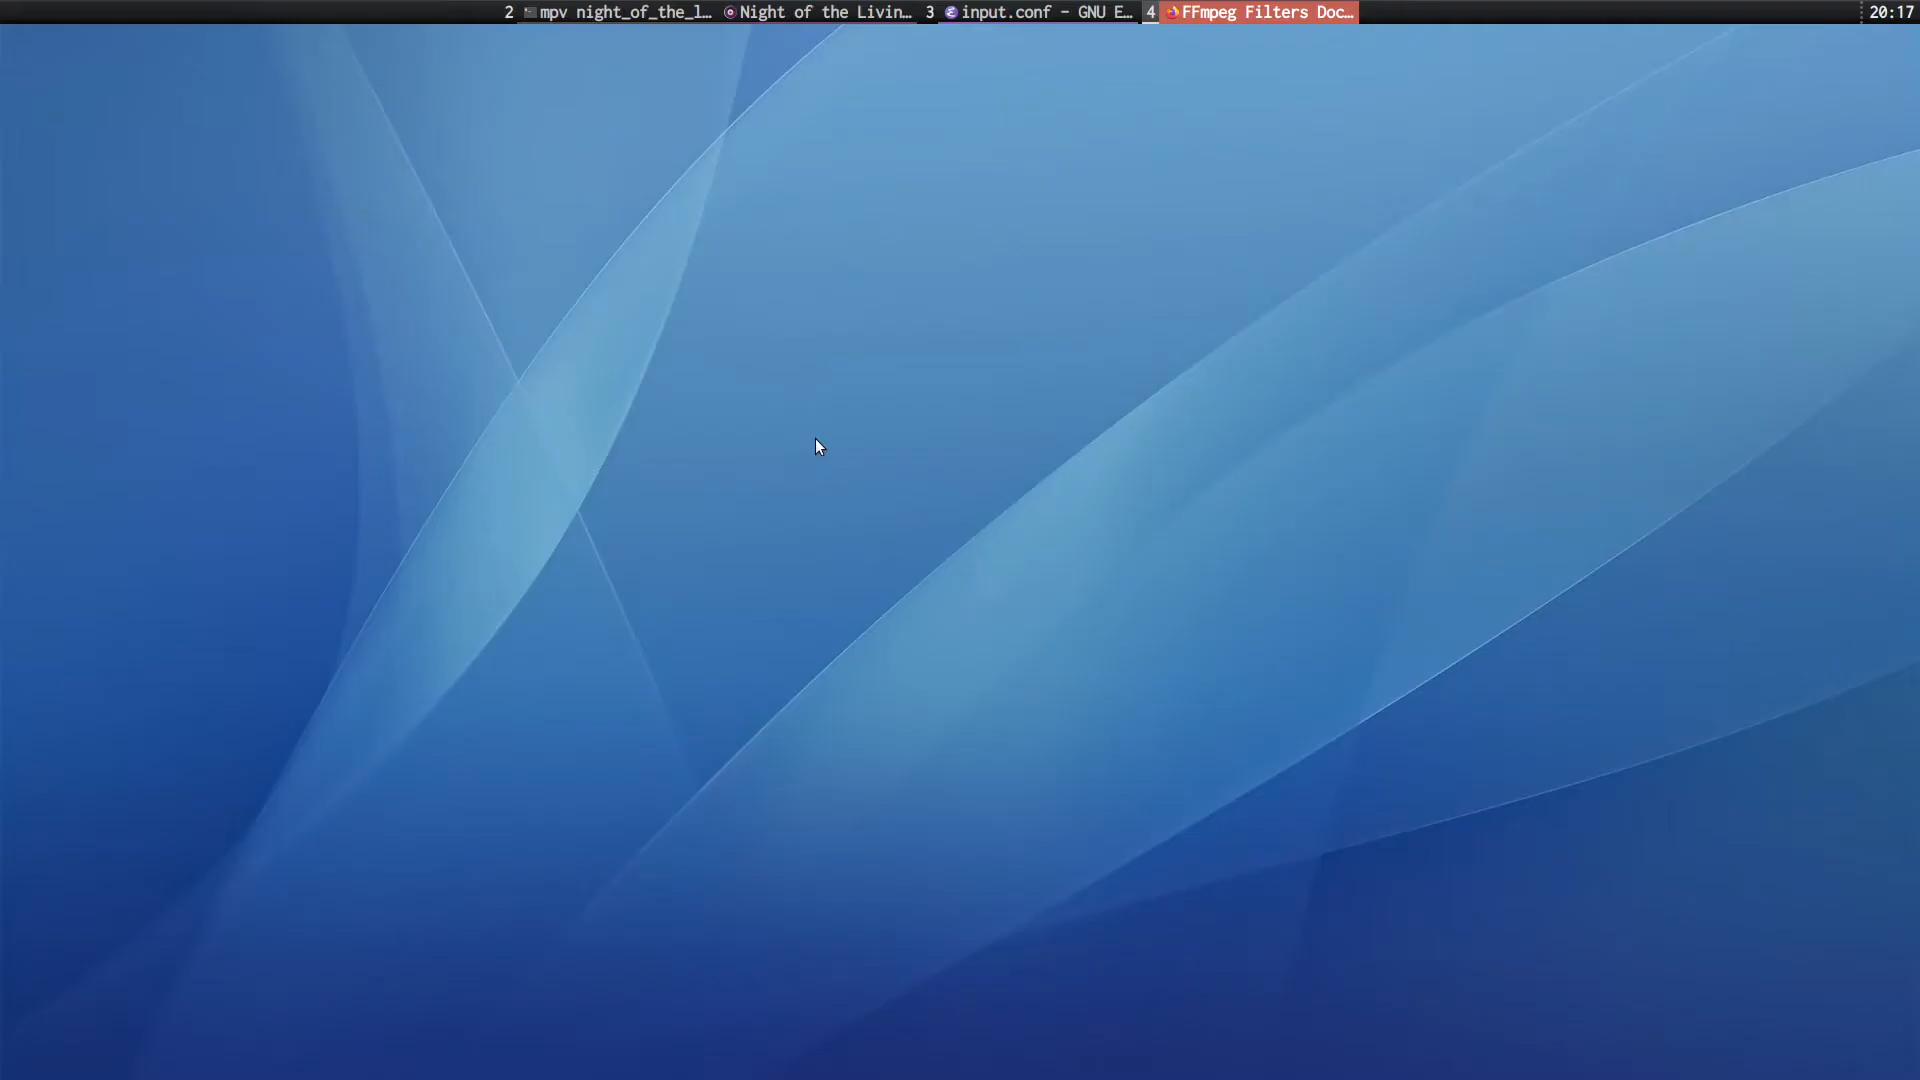 2 mpv night_of_the_l… Night of the Livin… 3 input.conf - GNU E… 4 FFmpeg Filters Doc… 20:17